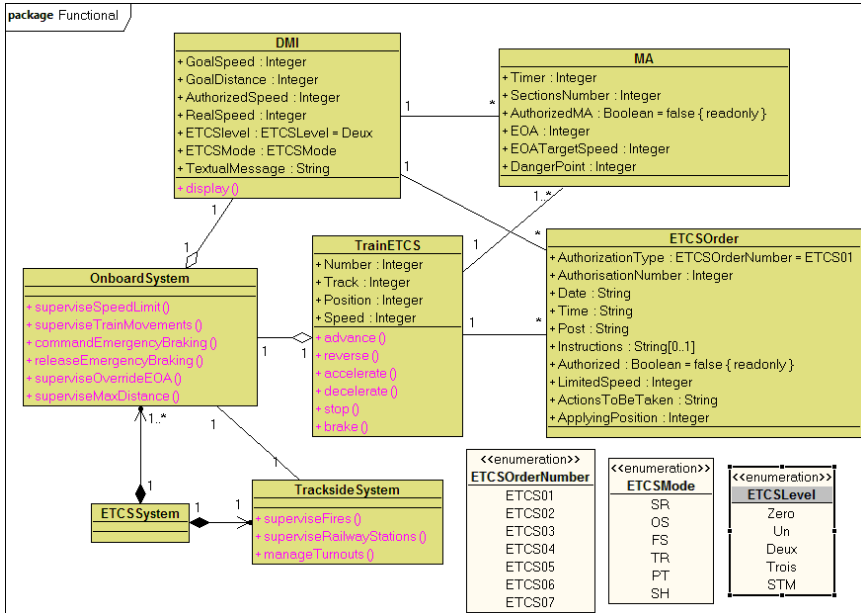 package Functional
DMI
+ GoalSpeed : Integer
+ GoalDistance : Integer
+ AuthorizedSpeed : Integer
+ RealSpeed : Integer
+ ETCSlevel : ETCSLevel = Deux
+ ETCSMode : ETCSMode
+ TextualMessage : String
+ display ()
MA
+ Timer : Integer
+ SectionsNumber : Integer
+ AuthorizedMA : Boolean = false { readonly }
+ EOA : Integer
+ EOATargetSpeed : Integer
+ DangerPoint : Integer
1
*
1
1
1..*
*
1
1
OnboardSystem
+ superviseSpeedLimit()
+ superviseTrainMovements()
+ commandEmergencyBraking()
+ releaseEmergencyBraking()
+ superviseOverrideEOA()
+ superviseMaxDistance()
1
1
TrainETCS
+ Number : Integer
+ Track : Integer
+ Position : Integer
+ Speed : Integer
+ advance ()
+ reverse ()
+ accelerate ()
+ decelerate ()
+ stop ()
+ brake ()
1
*
ETCSOrder
+ AuthorizationType : ETCSOrderNumber = ETCS01
+ AuthorisationNumber : Integer
+ Date : String
+ Time : String
+ Post : String
+ Instructions : String[0..1]
+ Authorized : Boolean = false { readonly }
+ LimitedSpeed : Integer
+ ActionsToBeTaken : String
+ ApplyingPosition : Integer
1..*
1
1
ETCSSystem
1
1
1
TracksideSystem
+ superviseFires()
+ superviseRailwayStations()
+ manageTurnouts ()
<<enumeration>>
ETCSOrderNumber
ETCS01
ETCS02
ETCS03
ETCS04
ETCS05
ETCS06
ETCS07
<<enumeration>>
ETCSMode
SR
OS
FS
TR
PT
SH
<<enumeration>>
ETCSLevel
Zero
Un
Deux
Trois
STM